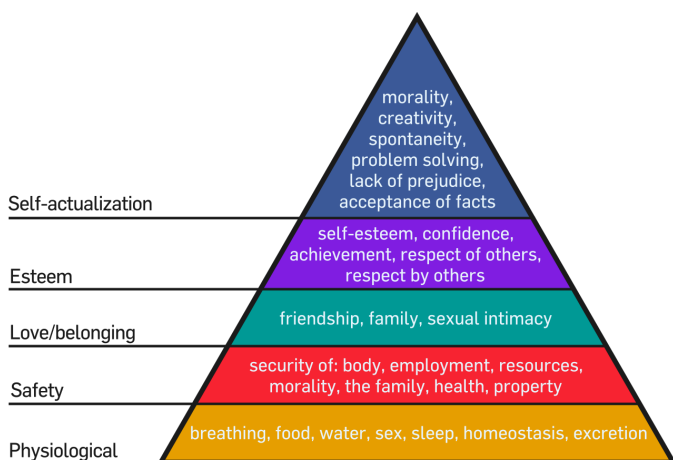 morality,
creativity,
spontaneity,
problem solving,
lack of prejudice,
acceptance of facts
Self-actualization
self-esteem, confidence,
achievement, respect of others,
respect by others
Esteem
friendship, family, sexual intimacy
Love/belonging
security of: body, employment, resources,
morality, the family, health, property
Safety
breathing, food, water, sex, sleep, homeostasis, excretion
Physiological